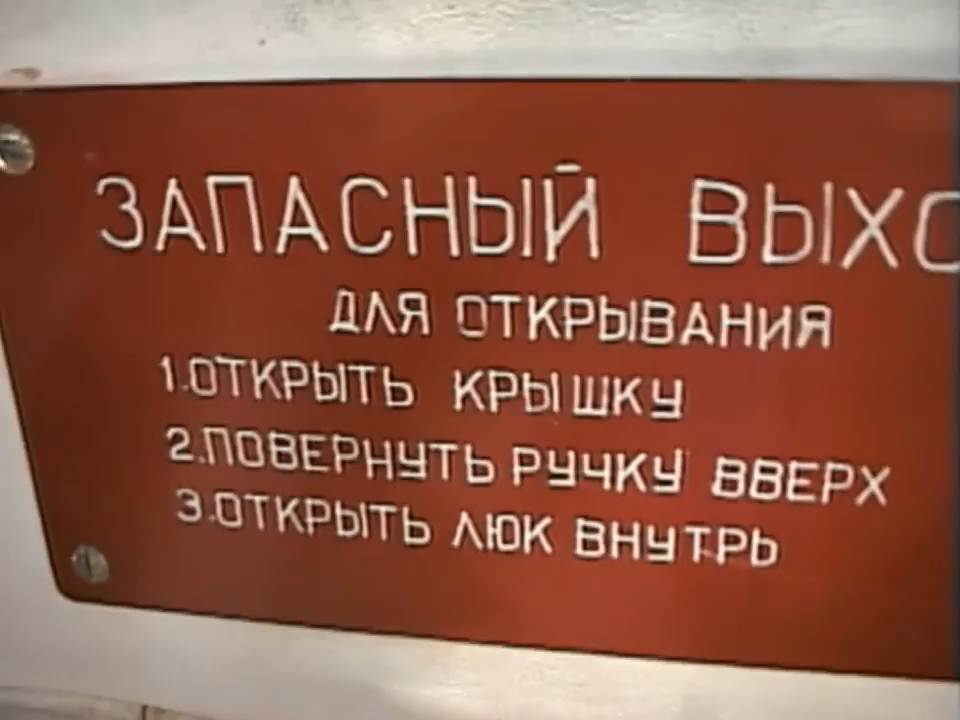 ЗАПАСНЫЙ ВЫХО
ДЛЯ ОТКРЫВАНИЯ
1.ОТКРЫТЬ КРЫШКУ
2.ПОВЕРНУТЬ РУЧКУ ВВЕРХ
3.ОТКРЫТЬ ЛЮК ВНУТРЬ